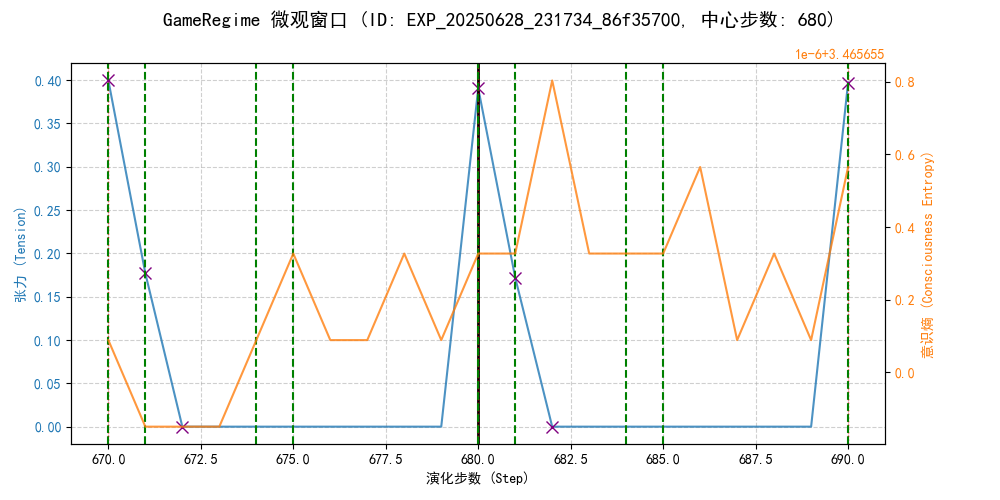 GameRegime 微观窗口 (ID: EXP_20250628_231734_86f35700, 中心步数: 680)
1e-6+3.465655
0.40
0.35
0.30
0.25
0.20
0.15
0.10
0.05
0.00
张力 (Tension)
0.8
0.6
0.4
0.2
0.0
意识熵 (Consciousness Entropy)
670.0 672.5 675.0 677.5 680.0 682.5 685.0 687.5 690.0
演化步数 (Step)